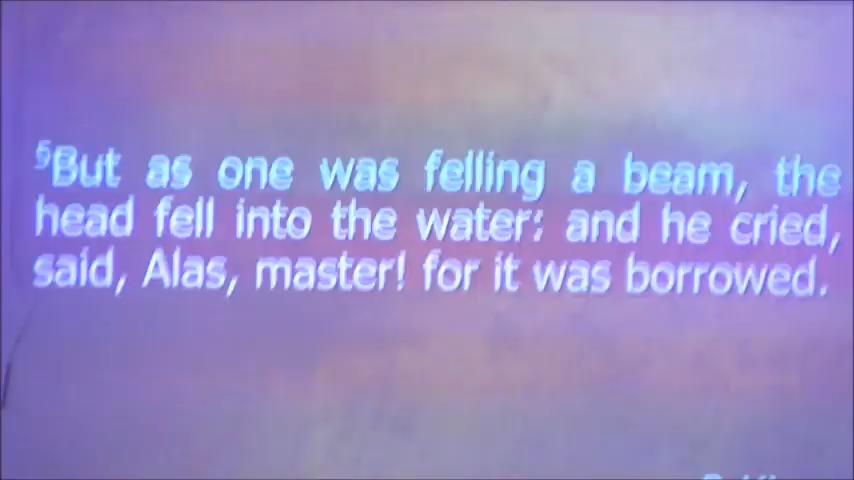 ⁵But as one was felling a beam, the
head fell into the water: and he cried,
said, Alas, master! for it was borrowed.